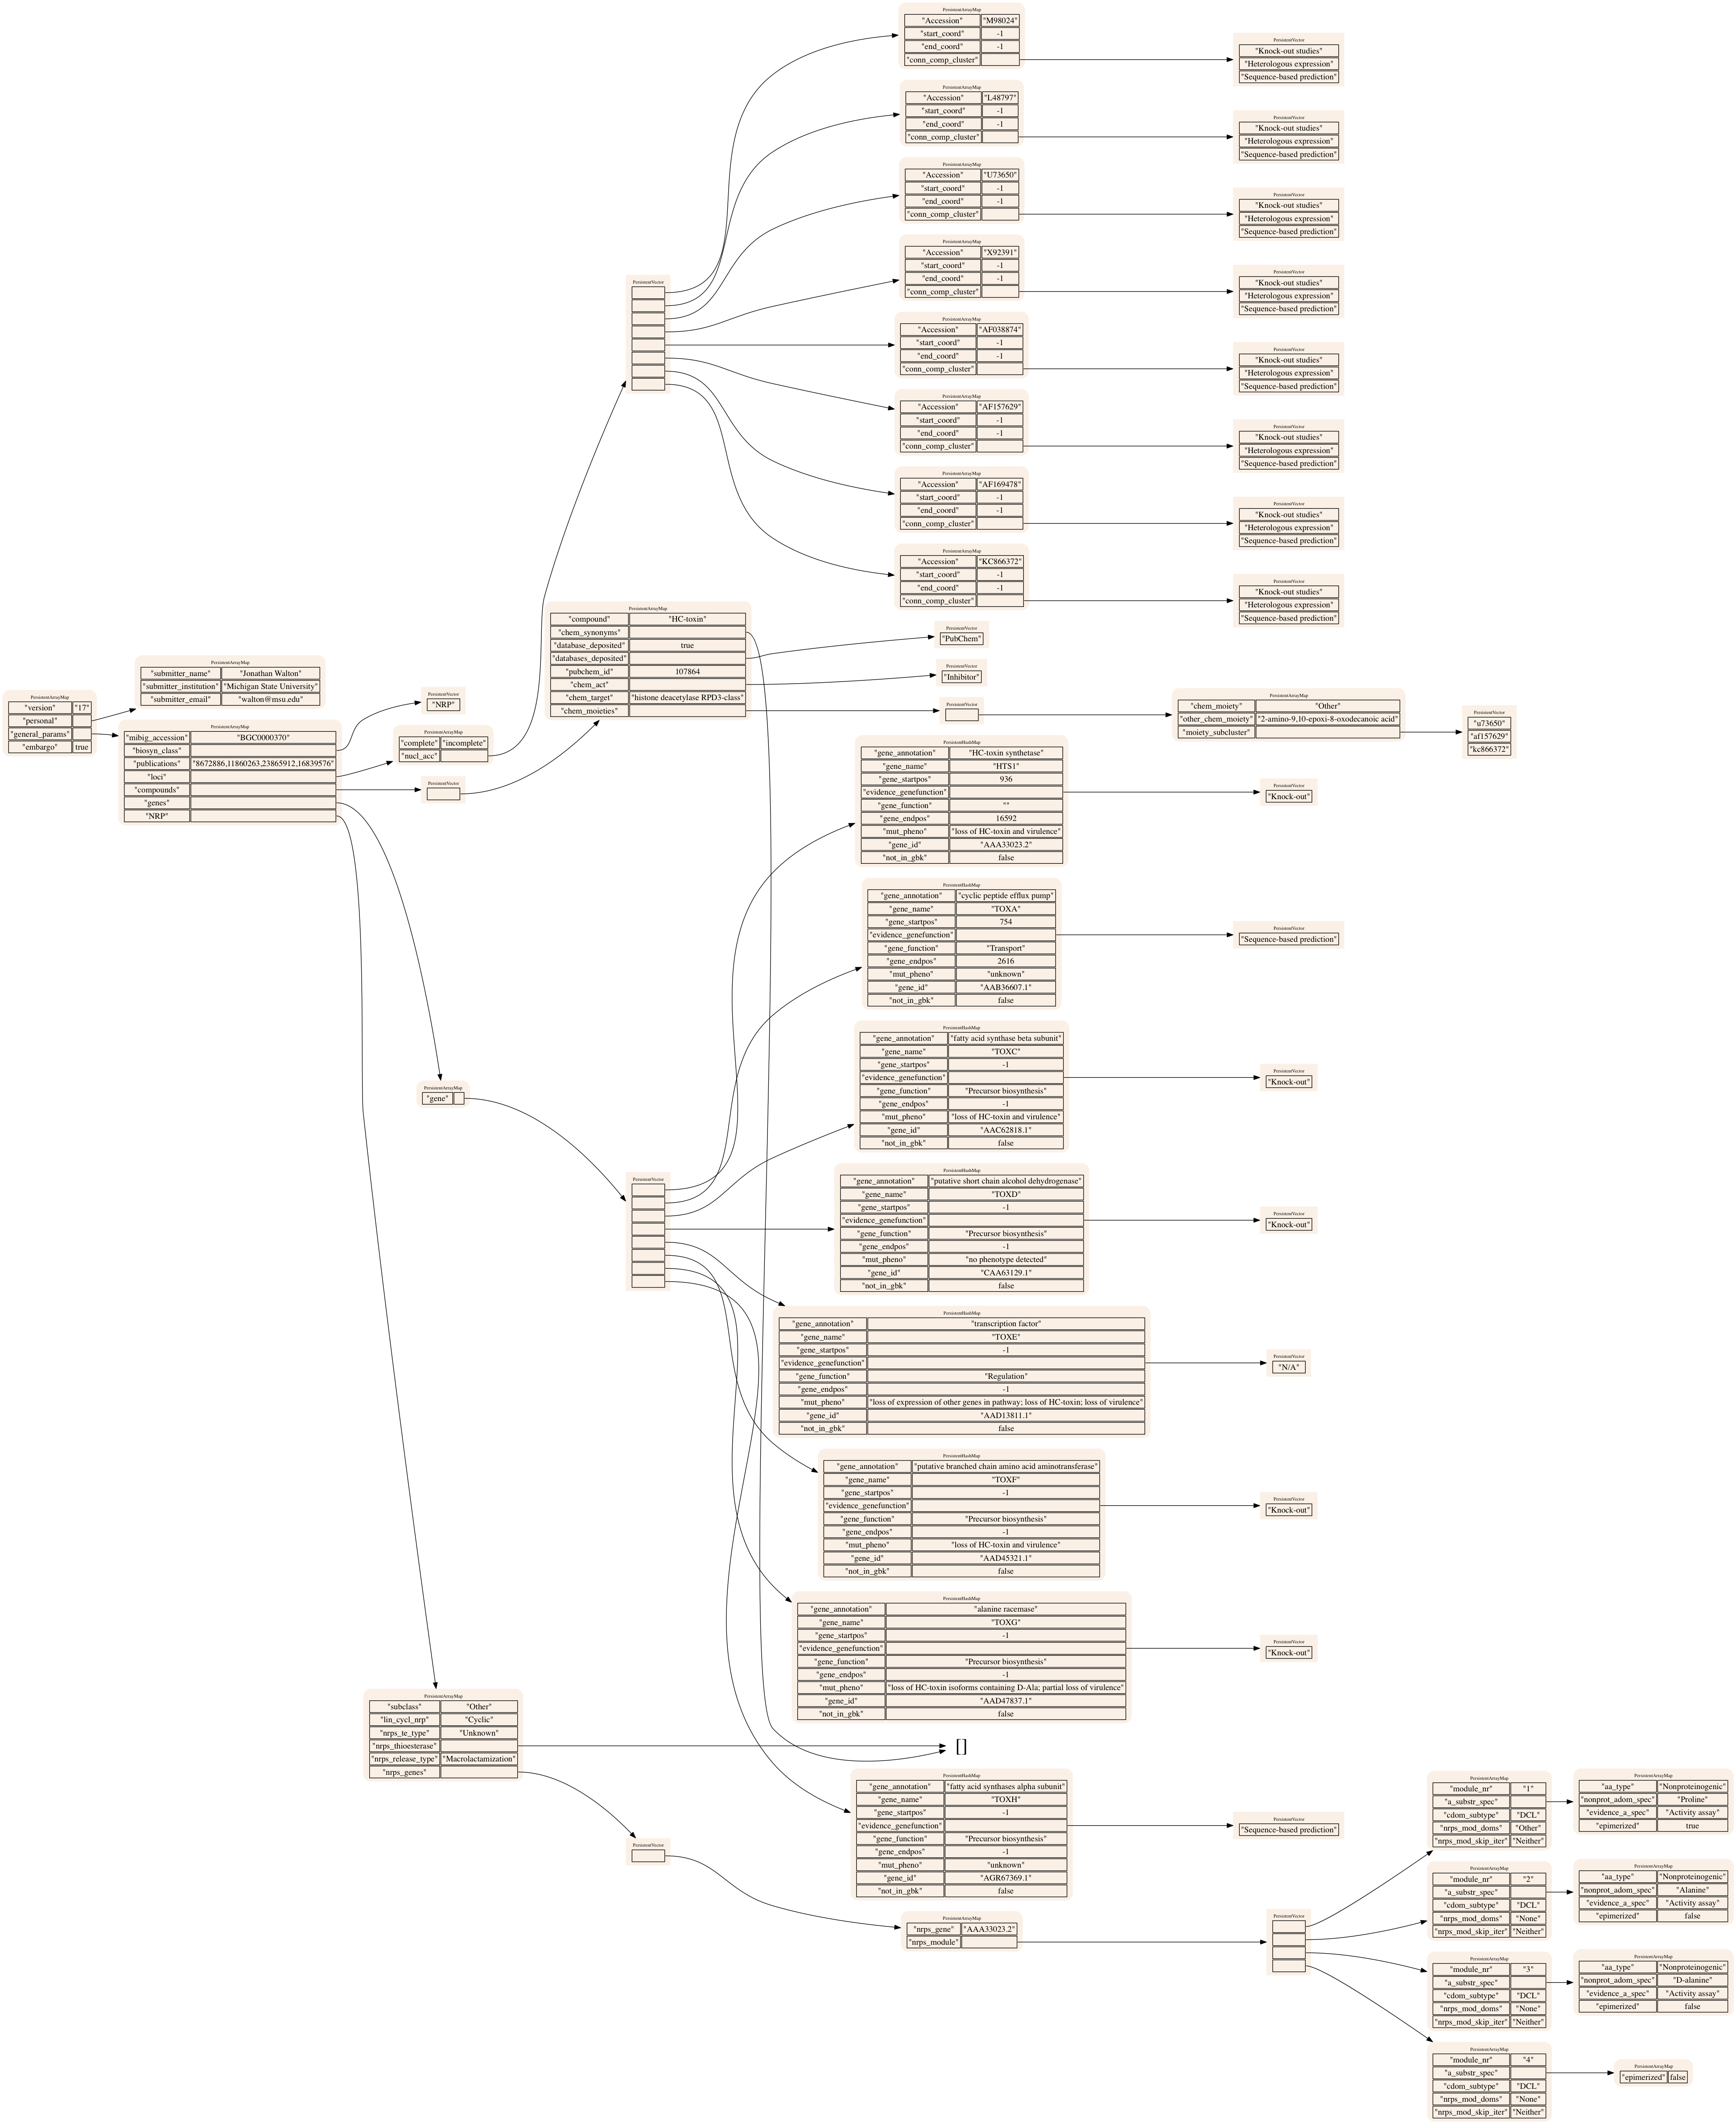 PersistentArrayMap
"version" "17"
"personal"
"general_params"
"embargo" true
PersistentArrayMap
"submitter_name" "Jonathan Walton"
"submitter_institution" "Michigan State University"
"submitter_email" "walton@msu.edu"
PersistentArrayMap
"mibig_accession" "BGC0000370"
"biosyn_class"
"publications" "8672886,11860263,23865912,16839576"
"loci"
"compounds"
"genes"
"NRP"
PersistentVector
"NRP"
PersistentArrayMap
"complete" "incomplete"
"nucl_acc"
PersistentVector
PersistentVector
PersistentArrayMap
"Accession" "M98024"
"start_coord" -1
"end_coord" -1
"conn_comp_cluster"
PersistentVector
"Knock-out studies"
"Heterologous expression"
"Sequence-based prediction"
PersistentArrayMap
"Accession" "L48797"
"start_coord" -1
"end_coord" -1
"conn_comp_cluster"
PersistentVector
"Knock-out studies"
"Heterologous expression"
"Sequence-based prediction"
PersistentArrayMap
"Accession" "U73650"
"start_coord" -1
"end_coord" -1
"conn_comp_cluster"
PersistentVector
"Knock-out studies"
"Heterologous expression"
"Sequence-based prediction"
PersistentArrayMap
"Accession" "X92391"
"start_coord" -1
"end_coord" -1
"conn_comp_cluster"
PersistentVector
"Knock-out studies"
"Heterologous expression"
"Sequence-based prediction"
PersistentArrayMap
"Accession" "AF038874"
"start_coord" -1
"end_coord" -1
"conn_comp_cluster"
PersistentVector
"Knock-out studies"
"Heterologous expression"
"Sequence-based prediction"
PersistentArrayMap
"Accession" "AF157629"
"start_coord" -1
"end_coord" -1
"conn_comp_cluster"
PersistentVector
"Knock-out studies"
"Heterologous expression"
"Sequence-based prediction"
PersistentArrayMap
"Accession" "AF169478"
"start_coord" -1
"end_coord" -1
"conn_comp_cluster"
PersistentVector
"Knock-out studies"
"Heterologous expression"
"Sequence-based prediction"
PersistentArrayMap
"Accession" "KC866372"
"start_coord" -1
"end_coord" -1
"conn_comp_cluster"
PersistentVector
"Knock-out studies"
"Heterologous expression"
"Sequence-based prediction"
PersistentArrayMap
"compound" "HC-toxin"
"chem_synonyms"
"database_deposited" true
"databases_deposited"
"pubchem_id" 107864
"chem_act"
"chem_target" "histone deacetylase RPD3-class"
"chem_moieties"
PersistentVector
"PubChem"
PersistentVector
"Inhibitor"
PersistentVector
PersistentArrayMap
"chem_moiety" "Other"
"other_chem_moiety" "2-amino-9,10-epoxi-8-oxodecanoic acid"
"moiety_subcluster"
PersistentVector
"u73650"
"af157629"
"kc866372"
PersistentArrayMap
"gene"
PersistentVector
PersistentHashMap
"gene_annotation" "HC-toxin synthetase"
"gene_name" "HTS1"
"gene_startpos" 936
"evidence_genefunction"
"gene_function" ""
"gene_endpos" 16592
"mut_pheno" "loss of HC-toxin and virulence"
"gene_id" "AAA33023.2"
"not_in_gbk" false
PersistentVector
"Knock-out"
PersistentHashMap
"gene_annotation" "cyclic peptide efflux pump"
"gene_name" "TOXA"
"gene_startpos" 754
"evidence_genefunction"
"gene_function" "Transport"
"gene_endpos" 2616
"mut_pheno" "unknown"
"gene_id" "AAB36607.1"
"not_in_gbk" false
PersistentVector
"Sequence-based prediction"
PersistentHashMap
"gene_annotation" "fatty acid synthase beta subunit"
"gene_name" "TOXC"
"gene_startpos" -1
"evidence_genefunction"
"gene_function" "Precursor biosynthesis"
"gene_endpos" -1
"mut_pheno" "loss of HC-toxin and virulence"
"gene_id" "AAC62818.1"
"not_in_gbk" false
PersistentVector
"Knock-out"
PersistentHashMap
"gene_annotation" "putative short chain alcohol dehydrogenase"
"gene_name" "TOXD"
"gene_startpos" -1
"evidence_genefunction"
"gene_function" "Precursor biosynthesis"
"gene_endpos" -1
"mut_pheno" "no phenotype detected"
"gene_id" "CAA63129.1"
"not_in_gbk" false
PersistentVector
"Knock-out"
PersistentHashMap
"gene_annotation" "transcription factor"
"gene_name" "TOXE"
"gene_startpos" -1
"evidence_genefunction"
"gene_function" "Regulation"
"gene_endpos" -1
"mut_pheno" "loss of expression of other genes in pathway; loss of HC-toxin; loss of virulence"
"gene_id" "AAD13811.1"
"not_in_gbk" false
PersistentVector
"N/A"
PersistentHashMap
"gene_annotation" "putative branched chain amino acid aminotransferase"
"gene_name" "TOXF"
"gene_startpos" -1
"evidence_genefunction"
"gene_function" "Precursor biosynthesis"
"gene_endpos" -1
"mut_pheno" "loss of HC-toxin and virulence"
"gene_id" "AAD45321.1"
"not_in_gbk" false
PersistentVector
"Knock-out"
PersistentHashMap
"gene_annotation" "alanine racemase"
"gene_name" "TOXG"
"gene_startpos" -1
"evidence_genefunction"
"gene_function" "Precursor biosynthesis"
"gene_endpos" -1
"mut_pheno" "loss of HC-toxin isoforms containing D-Ala; partial loss of virulence"
"gene_id" "AAD47837.1"
"not_in_gbk" false
PersistentVector
"Knock-out"
PersistentArrayMap
"subclass" "Other"
"lin_cycl_nrp" "Cyclic"
"nrps_te_type" "Unknown"
"nrps_thioesterase"
"nrps_release_type" "Macrolactamization"
"nrps_genes"
[]
PersistentHashMap
"gene_annotation" "fatty acid synthases alpha subunit"
"gene_name" "TOXH"
"gene_startpos" -1
"evidence_genefunction"
"gene_function" "Precursor biosynthesis"
"gene_endpos" -1
"mut_pheno" "unknown"
"gene_id" "AGR67369.1"
"not_in_gbk" false
PersistentVector
"Sequence-based prediction"
PersistentVector
PersistentArrayMap
"nrps_gene" "AAA33023.2"
"nrps_module"
PersistentVector
PersistentArrayMap
"module_nr" "1"
"a_substr_spec"
"cdom_subtype" "DCL"
"nrps_mod_doms" "Other"
"nrps_mod_skip_iter" "Neither"
PersistentArrayMap
"aa_type" "Nonproteinogenic"
"nonprot_adom_spec" "Proline"
"evidence_a_spec" "Activity assay"
"epimerized" true
PersistentArrayMap
"module_nr" "2"
"a_substr_spec"
"cdom_subtype" "DCL"
"nrps_mod_doms" "None"
"nrps_mod_skip_iter" "Neither"
PersistentArrayMap
"aa_type" "Nonproteinogenic"
"nonprot_adom_spec" "Alanine"
"evidence_a_spec" "Activity assay"
"epimerized" false
PersistentArrayMap
"module_nr" "3"
"a_substr_spec"
"cdom_subtype" "DCL"
"nrps_mod_doms" "None"
"nrps_mod_skip_iter" "Neither"
PersistentArrayMap
"aa_type" "Nonproteinogenic"
"nonprot_adom_spec" "D-alanine"
"evidence_a_spec" "Activity assay"
"epimerized" false
PersistentArrayMap
"module_nr" "4"
"a_substr_spec"
"cdom_subtype" "DCL"
"nrps_mod_doms" "None"
"nrps_mod_skip_iter" "Neither"
PersistentArrayMap
"epimerized" false